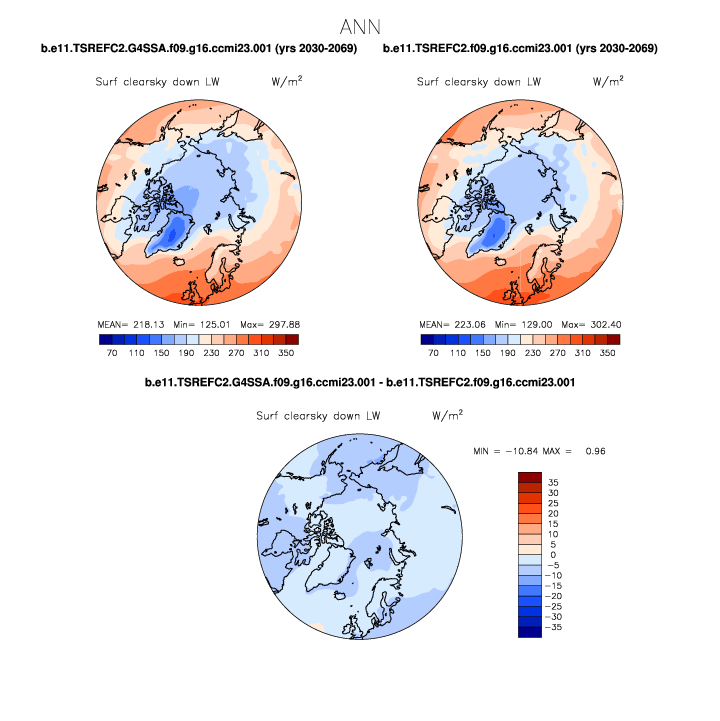 ANN
b.e11.TSREFC2.G4SSA.f09.g16.ccmi23.001 (yrs 2030-2069) b.e11.TSREFC2.f09.g16.ccmi23.001 (yrs 2030-2069)
Surf clearsky down LW W/m² Surf clearsky down LW W/m²
MEAN= 218.13 Min= 125.01 Max= 297.88 MEAN= 223.06 Min= 129.00 Max= 302.40
70 110 150 190 230 270 310 350 70 110 150 190 230 270 310 350
b.e11.TSREFC2.G4SSA.f09.g16.ccmi23.001 - b.e11.TSREFC2.f09.g16.ccmi23.001
Surf clearsky down LW W/m²
MIN = −10.84 MAX = 0.96
35
30
25
20
15
10
5
0
−5
−10
−15
−20
−25
−30
−35